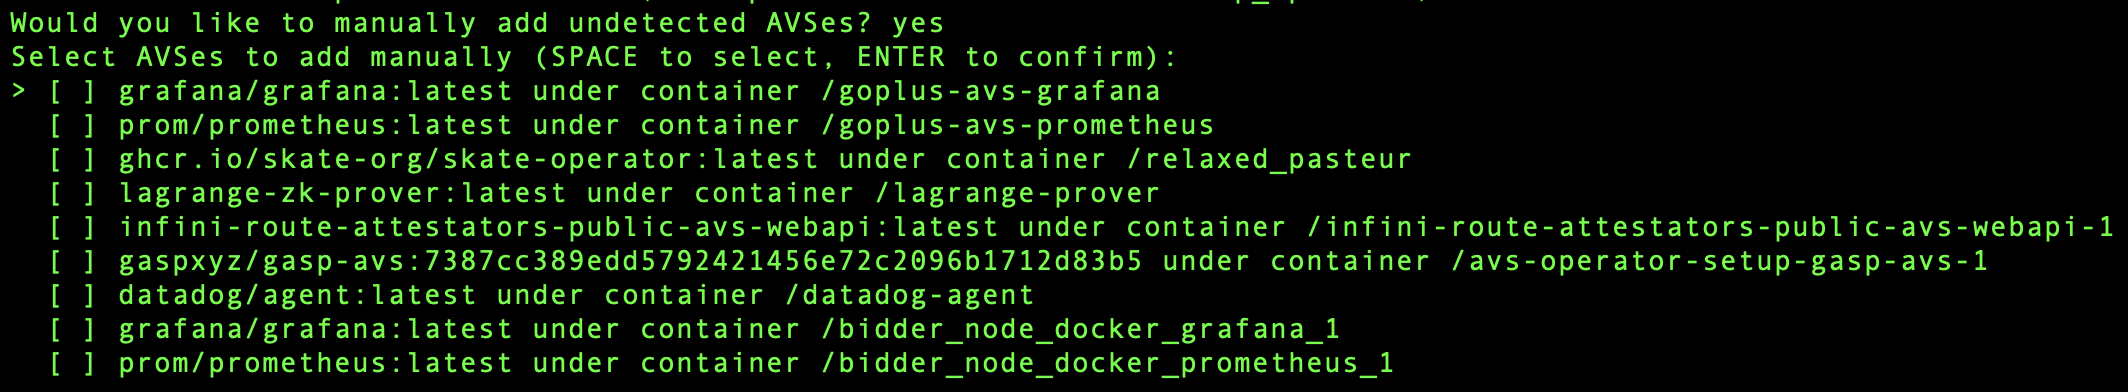 Would you like to manually add undetected AVSes? yes
Select AVSes to add manually (SPACE to select, ENTER to confirm):
> [ ] grafana/grafana:latest under container /goplus-avs-grafana
[ ] prom/prometheus:latest under container /goplus-avs-prometheus
[ ] ghcr.io/skate-org/skate-operator:latest under container /relaxed_pasteur
[ ] lagrange-zk-prover:latest under container /lagrange-prover
[ ] infini-route-attestators-public-avs-webapi:latest under container /infini-route-attestators-public-avs-webapi-1
[ ] gaspxyz/gasp-avs:7387cc389edd5792421456e72c2096b1712d83b5 under container /avs-operator-setup-gasp-avs-1
[ ] datadog/agent:latest under container /datadog-agent
[ ] grafana/grafana:latest under container /bidder_node_docker_grafana_1
[ ] prom/prometheus:latest under container /bidder_node_docker_prometheus_1